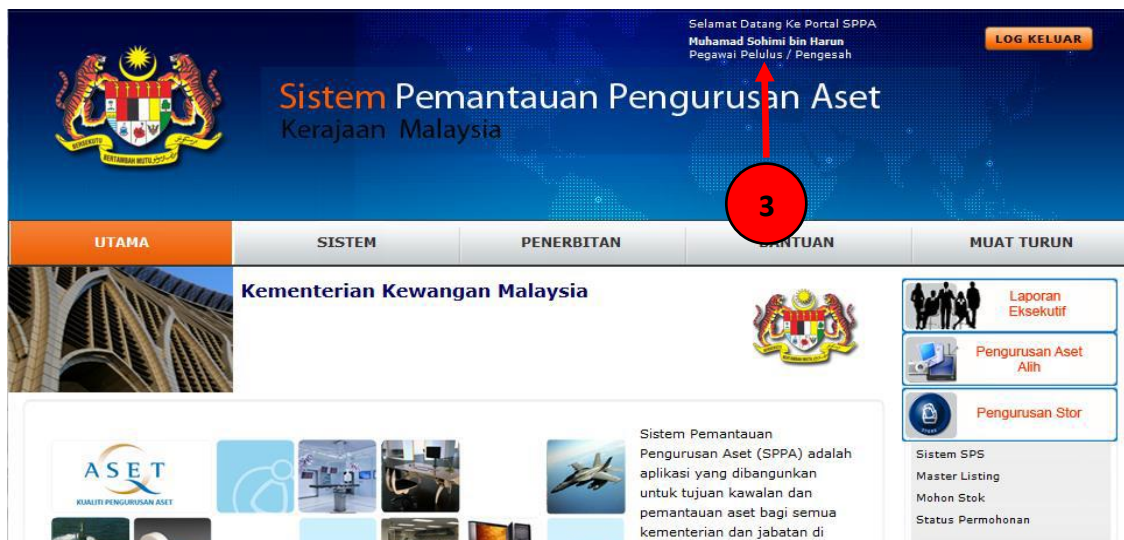 Selamat Datang Ke Portal SPPA
Muhamad Sohimi bin Harun
Pegawai Pelulus / Pengesah
LOG KELUAR
BERSEKUTU
BERTAMBAH MUTU
Sistem Pemantauan Pengurusan Aset
Kerajaan Malaysia
3
UTAMA
SISTEM
PENERBITAN
BANTUAN
MUAT TURUN
Kementerian Kewangan Malaysia
Laporan
Eksekutif
Pengurusan Aset
Alih
Pengurusan Stor
Sistem SPS
Master Listing
Mohon Stok
Status Permohonan
ASET
KUALITI PENGURUSAN ASET
Sistem Pemantauan
Pengurusan Aset (SPPA) adalah
aplikasi yang dibangunkan
untuk tujuan kawalan dan
pemantauan aset bagi semua
kementerian dan jabatan di